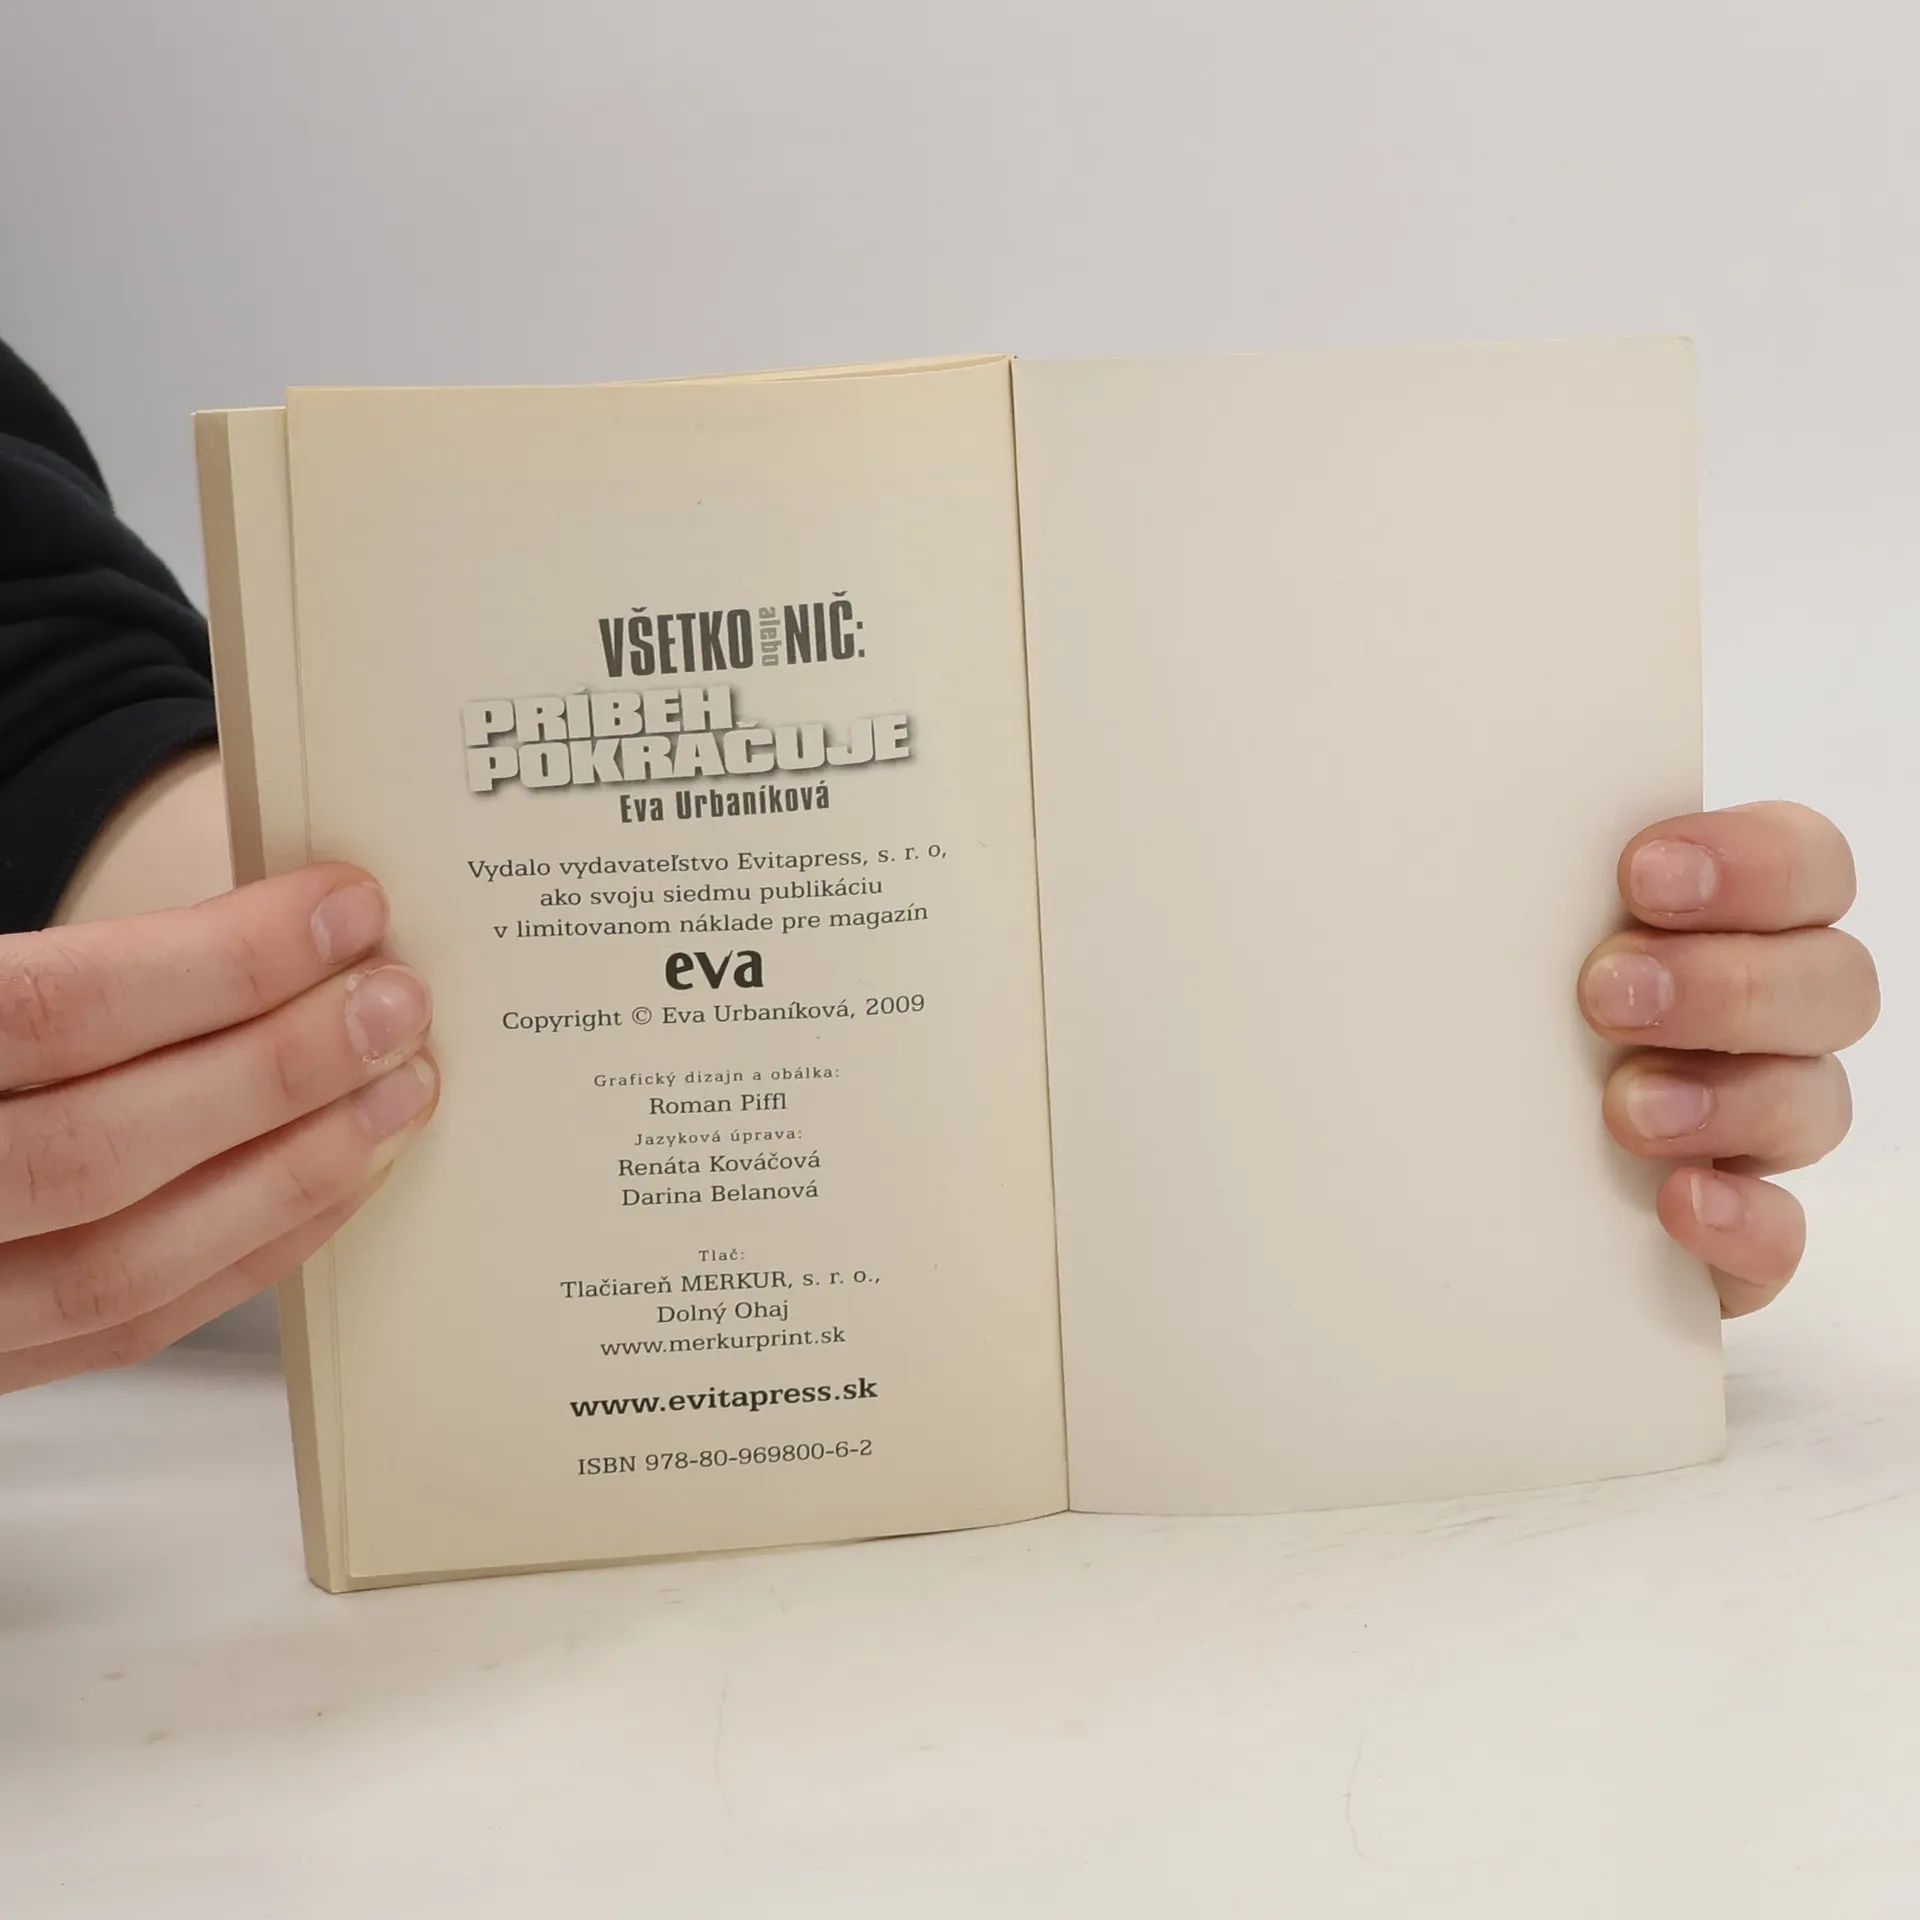 VŠETKO alebo NIČ:
PRÍBEH
POKRAČUJE
Eva Urbaníková
Vydalo vydavateľstvo Evitapress, s. r. o,
ako svoju siedmu publikáciu
v limitovanom náklade pre magazín
eva
Copyright © Eva Urbaníková, 2009
Grafický dizajn a obálka:
Roman Piffl
Jazyková úprava:
Renáta Kováčová
Darina Belanová
Tlač:
Tlačiareň MERKUR, s. r. o.,
Dolný Ohaj
www.merkurprint.sk
www.evitapress.sk
ISBN 978-80-969800-6-2